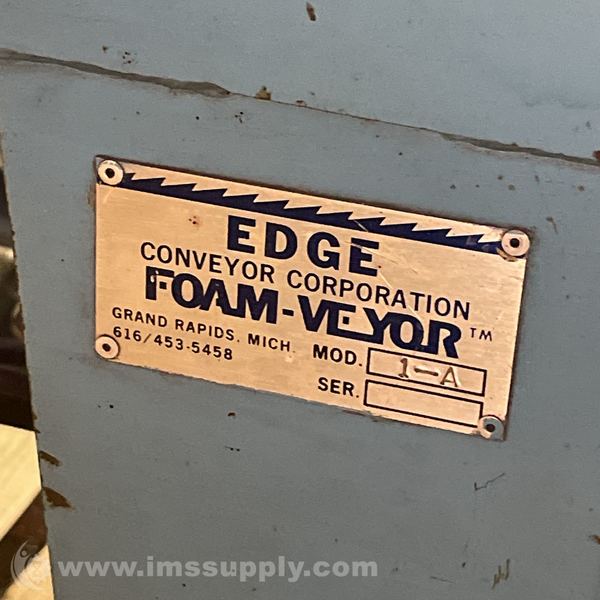 EDGE
CONVEYOR CORPORATION
FOAM-VEYOR™
GRAND RAPIDS, MICH.
616/453-5458
MOD. 1-A
SER.
www.imssupply.com